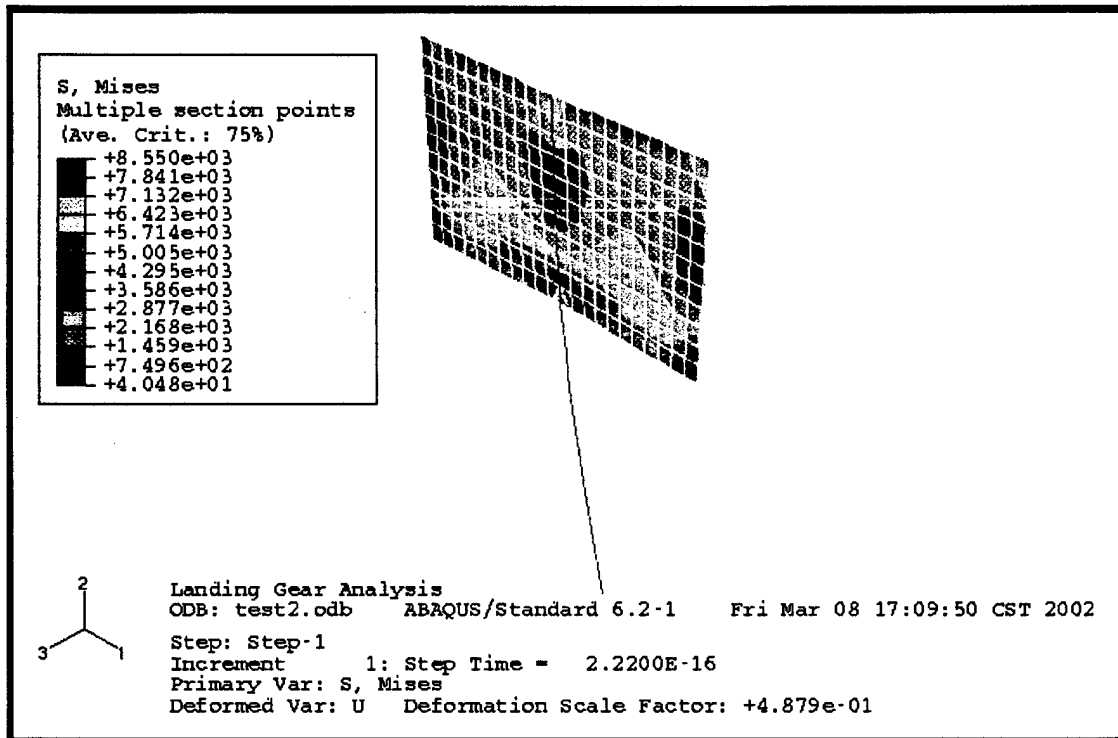 S, Mises
Multiple section points
(Ave. Crit.: 75%)
+8.550e+03
+7.841e+03
+7.132e+03
+6.423e+03
+5.714e+03
+5.005e+03
+4.295e+03
+3.586e+03
+2.877e+03
+2.168e+03
+1.459e+03
+7.496e+02
+4.048e+01
2
3
1
Landing Gear Analysis
ODB: test2.odb ABAQUS/Standard 6.2-1 Fri Mar 08 17:09:50 CST 2002
Step: Step-1
Increment 1: Step Time = 2.2200E-16
Primary Var: S, Mises
Deformed Var: U Deformation Scale Factor: +4.879e-01